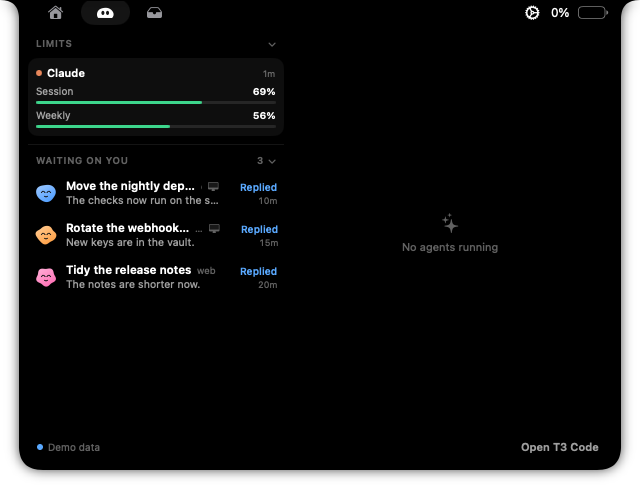 0%
LIMITS
Claude 1m
Session 69%
Weekly 56%
WAITING ON YOU 3
Move the nightly dep... Replied
The checks now run on the s... 10m
Rotate the webhook... ... Replied
New keys are in the vault. 15m
Tidy the release notes web Replied
The notes are shorter now. 20m
No agents running
Demo data
Open T3 Code